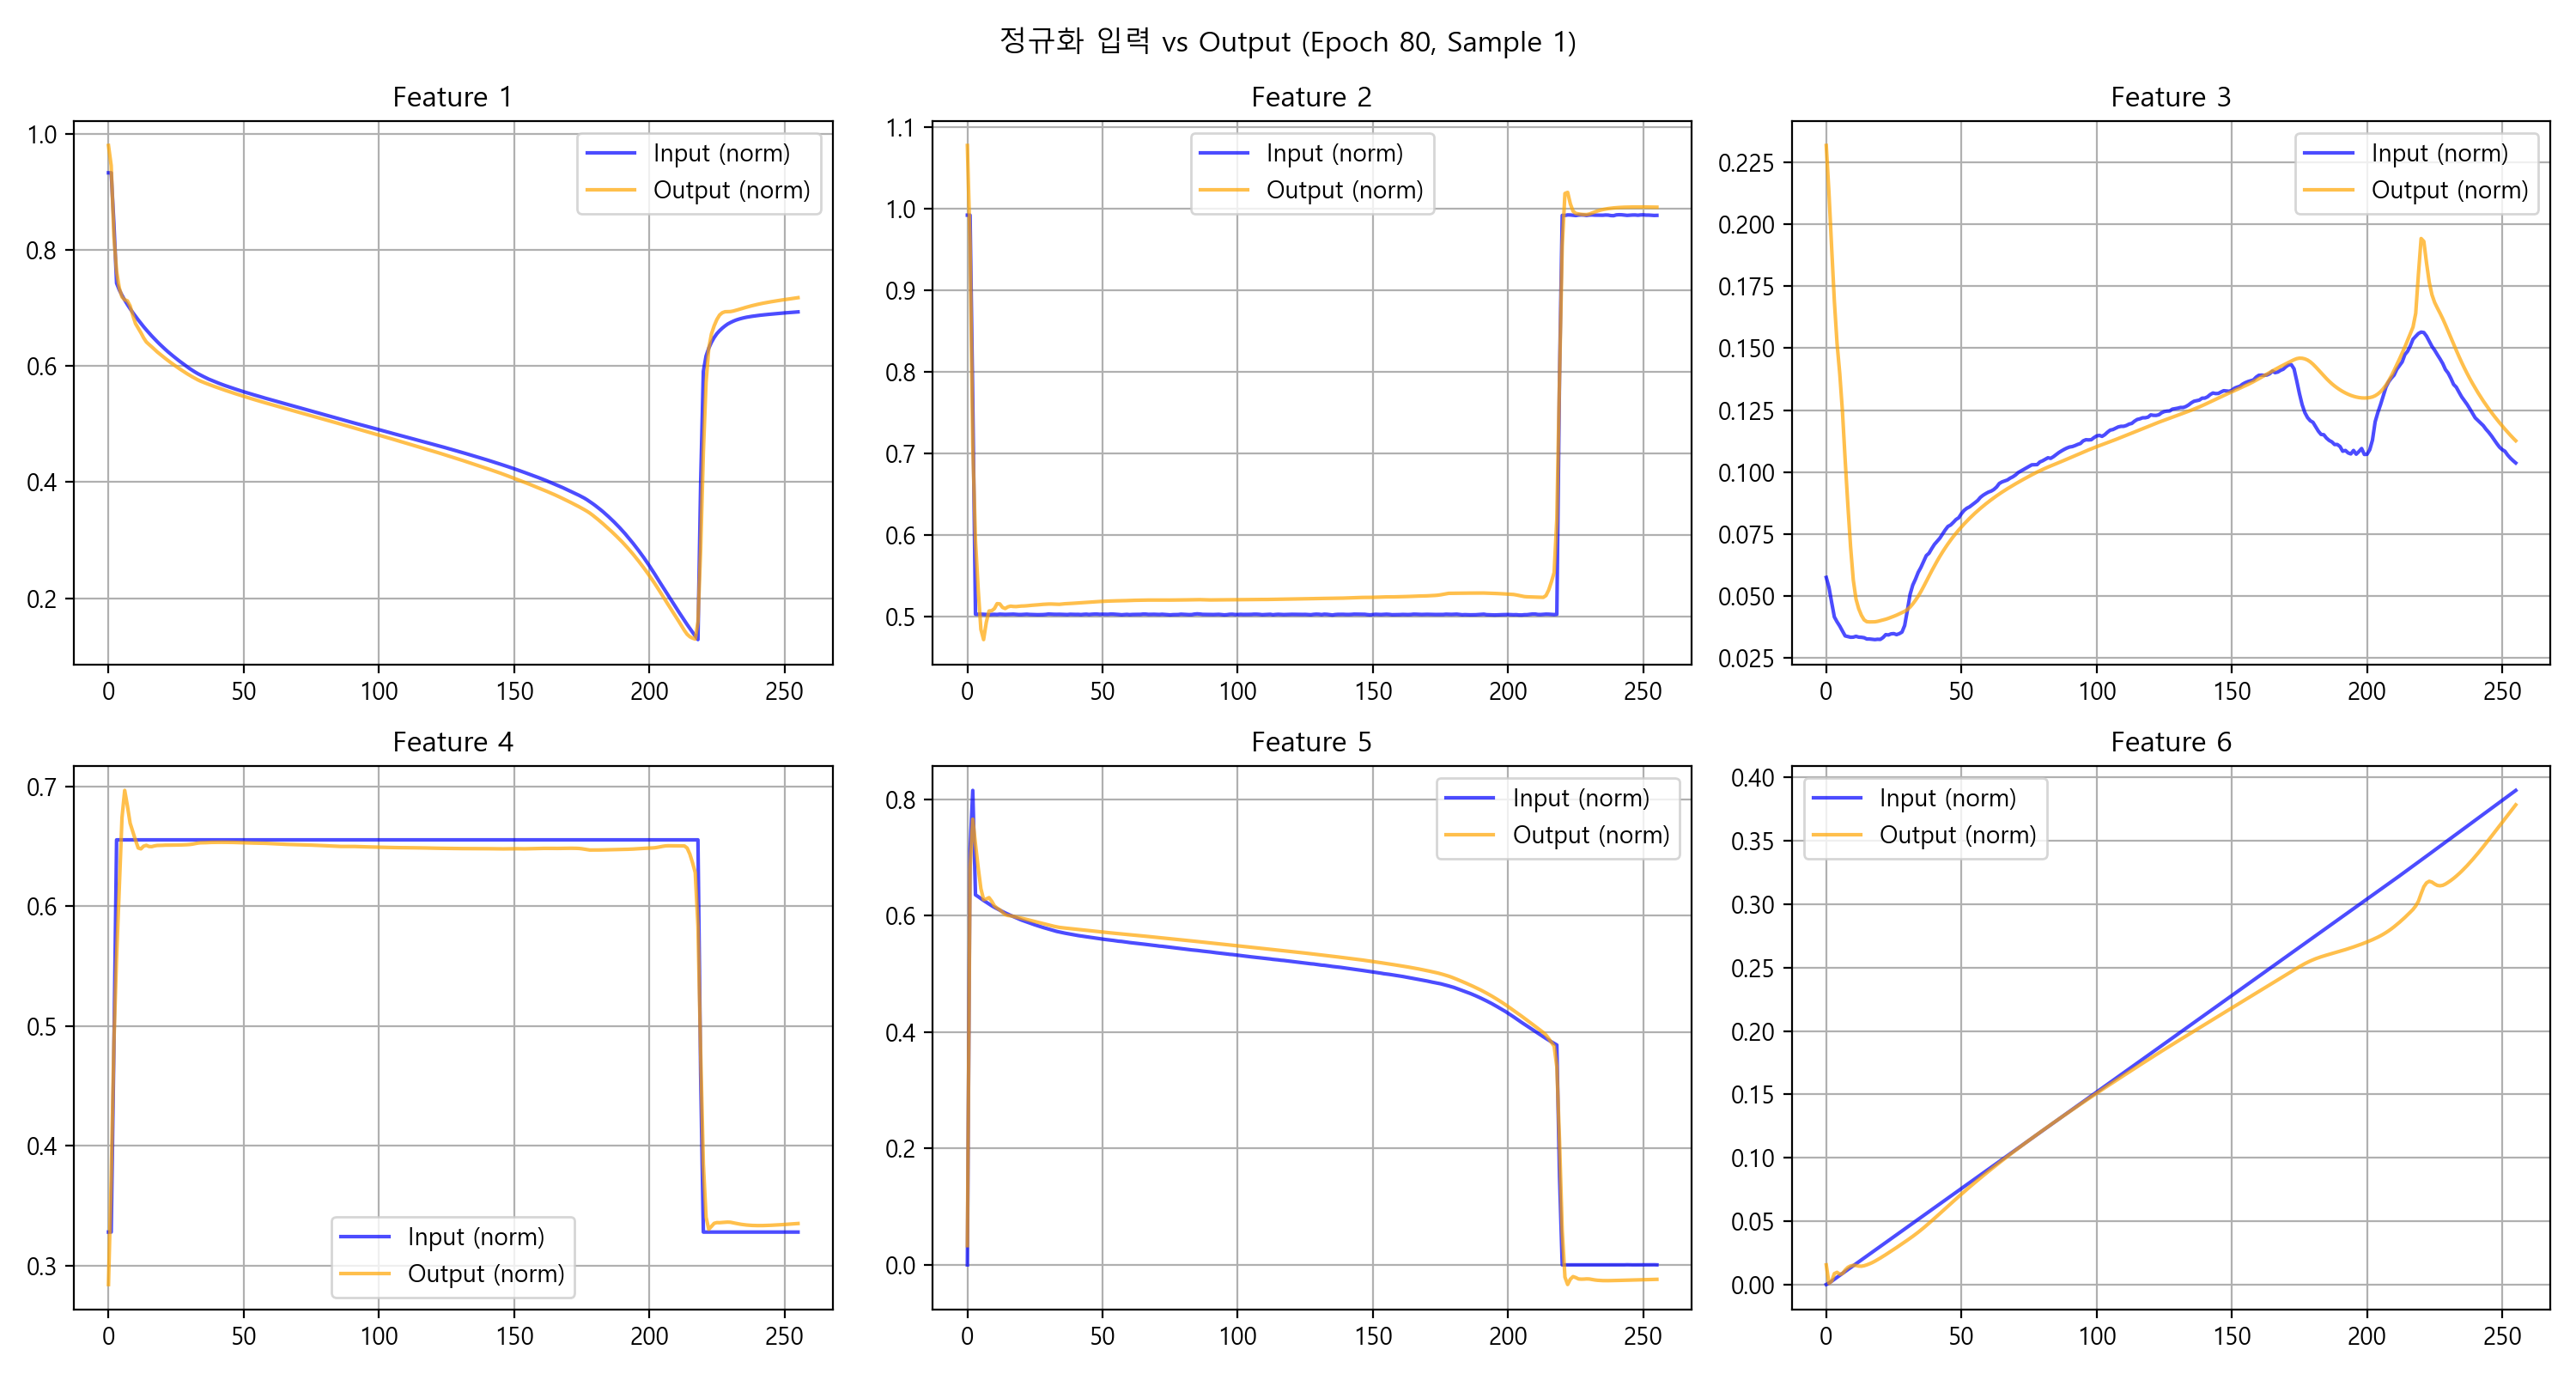 정규화 입력 vs Output (Epoch 80, Sample 1)
Feature 1
1.0
0.8
0.6
0.4
0.2
0 50 100 150 200 250
Input (norm)
Output (norm)
Feature 2
1.1
1.0
0.9
0.8
0.7
0.6
0.5
0 50 100 150 200 250
Input (norm)
Output (norm)
Feature 3
0.225
0.200
0.175
0.150
0.125
0.100
0.075
0.050
0.025
0 50 100 150 200 250
Input (norm)
Output (norm)
Feature 4
0.7
0.6
0.5
0.4
0.3
0 50 100 150 200 250
Input (norm)
Output (norm)
Feature 5
0.8
0.6
0.4
0.2
0.0
0 50 100 150 200 250
Input (norm)
Output (norm)
Feature 6
0.40
0.35
0.30
0.25
0.20
0.15
0.10
0.05
0.00
0 50 100 150 200 250
Input (norm)
Output (norm)